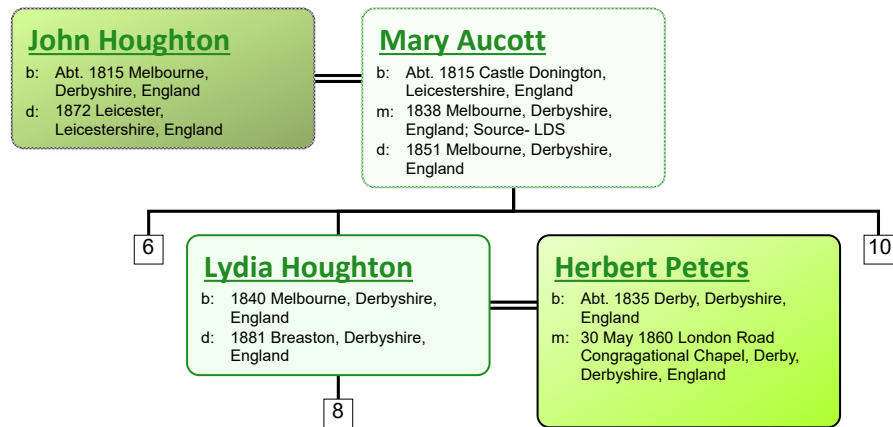 John Houghton
b: Abt. 1815 Melbourne,
Derbyshire, England
d: 1872 Leicester,
Leicestershire, England
Mary Aucott
b: Abt. 1815 Castle Donington,
Leicestershire, England
m: 1838 Melbourne, Derbyshire,
England; Source- LDS
d: 1851 Melbourne, Derbyshire,
England
6
10
Lydia Houghton
b: 1840 Melbourne, Derbyshire,
England
d: 1881 Breaston, Derbyshire,
England
Herbert Peters
b: Abt. 1835 Derby, Derbyshire,
England
m: 30 May 1860 London Road
Congragational Chapel, Derby,
Derbyshire, England
8